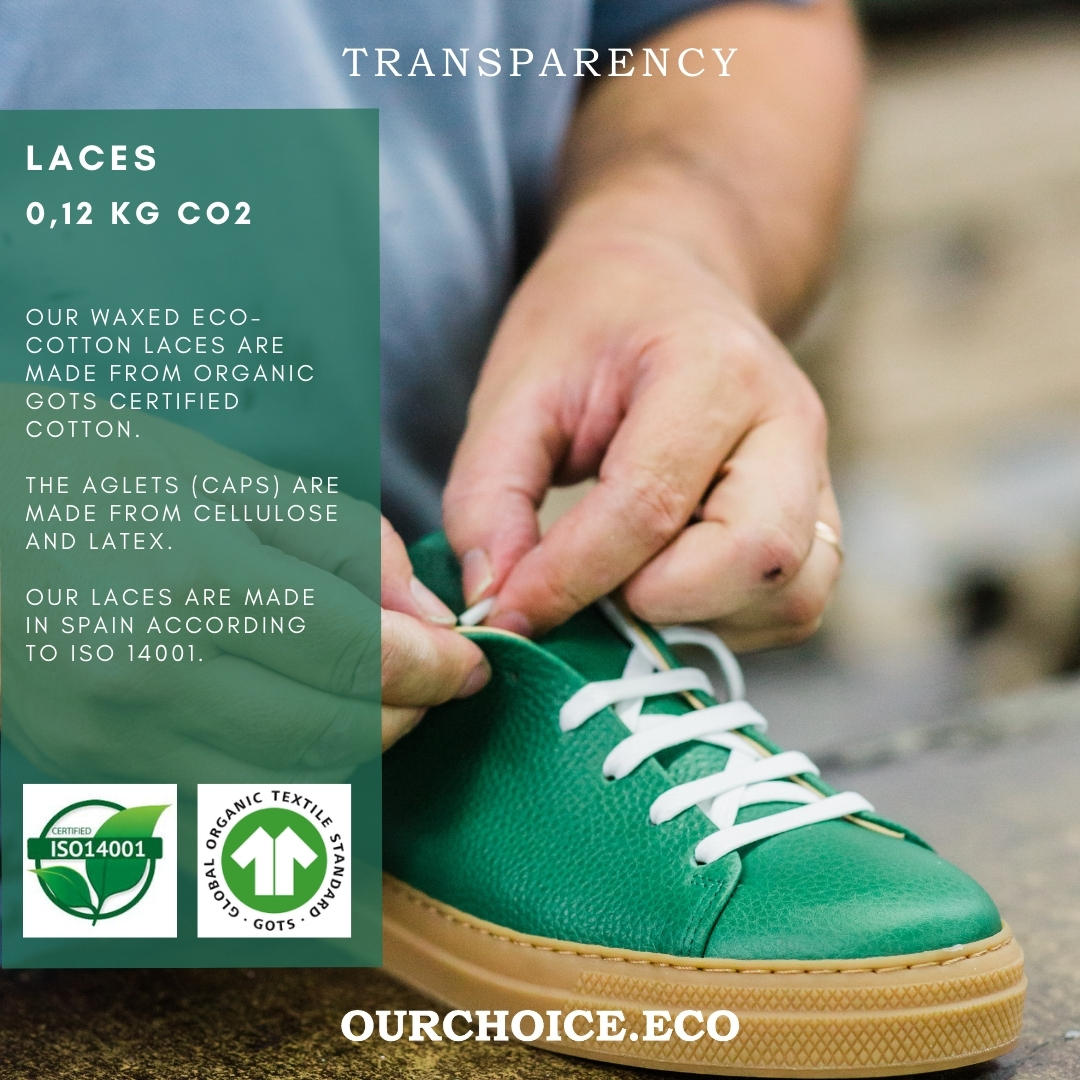 TRANSPARENCY
LACES
0,12 KG CO2
OUR WAXED ECO-
COTTON LACES ARE
MADE FROM ORGANIC
GOTS CERTIFIED
COTTON.
THE AGLETS (CAPS) ARE
MADE FROM CELLULOSE
AND LATEX.
OUR LACES ARE MADE
IN SPAIN ACCORDING
TO ISO 14001.
CERTIFIED
ISO14001
GLOBAL ORGANIC TEXTILE STANDARD
· GOTS ·
OURCHOICE.ECO